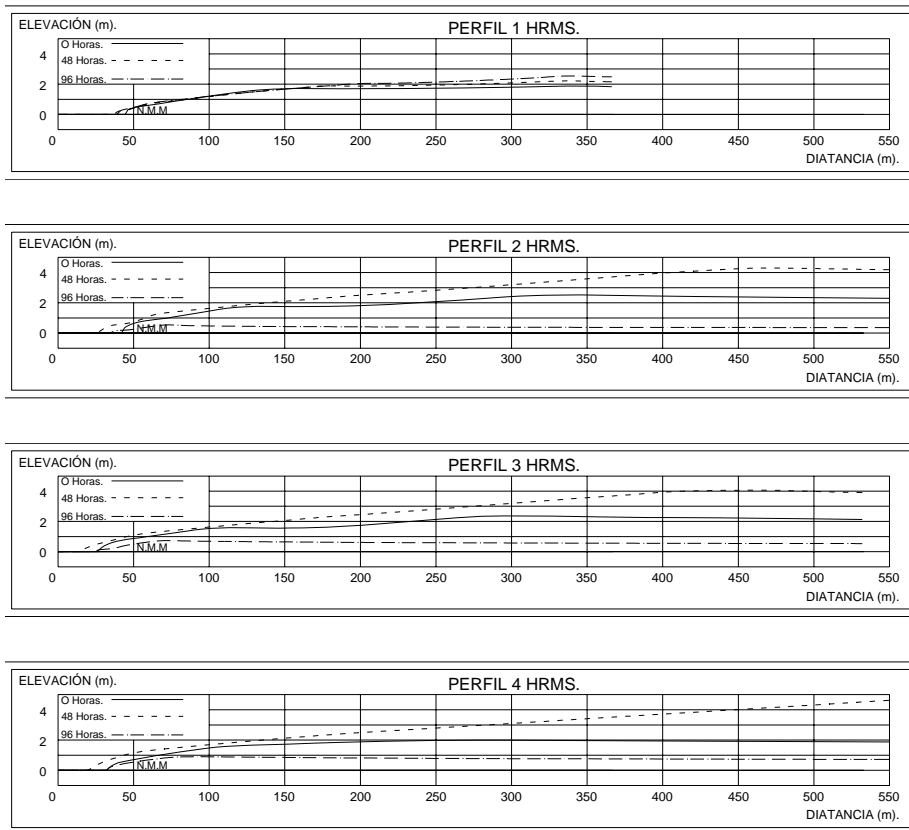 ELEVACIÓN (m).
PERFIL 1 HRMS.
O Horas.
48 Horas.
96 Horas.
4
2
0
N.M.M
0 50 100 150 200 250 300 350 400 450 500 550
DIATANCIA (m).
ELEVACIÓN (m).
PERFIL 2 HRMS.
O Horas.
48 Horas.
96 Horas.
4
2
0
N.M.M
0 50 100 150 200 250 300 350 400 450 500 550
DIATANCIA (m).
ELEVACIÓN (m).
PERFIL 3 HRMS.
O Horas.
48 Horas.
96 Horas.
4
2
0
N.M.M
0 50 100 150 200 250 300 350 400 450 500 550
DIATANCIA (m).
ELEVACIÓN (m).
PERFIL 4 HRMS.
O Horas.
48 Horas.
96 Horas.
4
2
0
N.M.M
0 50 100 150 200 250 300 350 400 450 500 550
DIATANCIA (m).